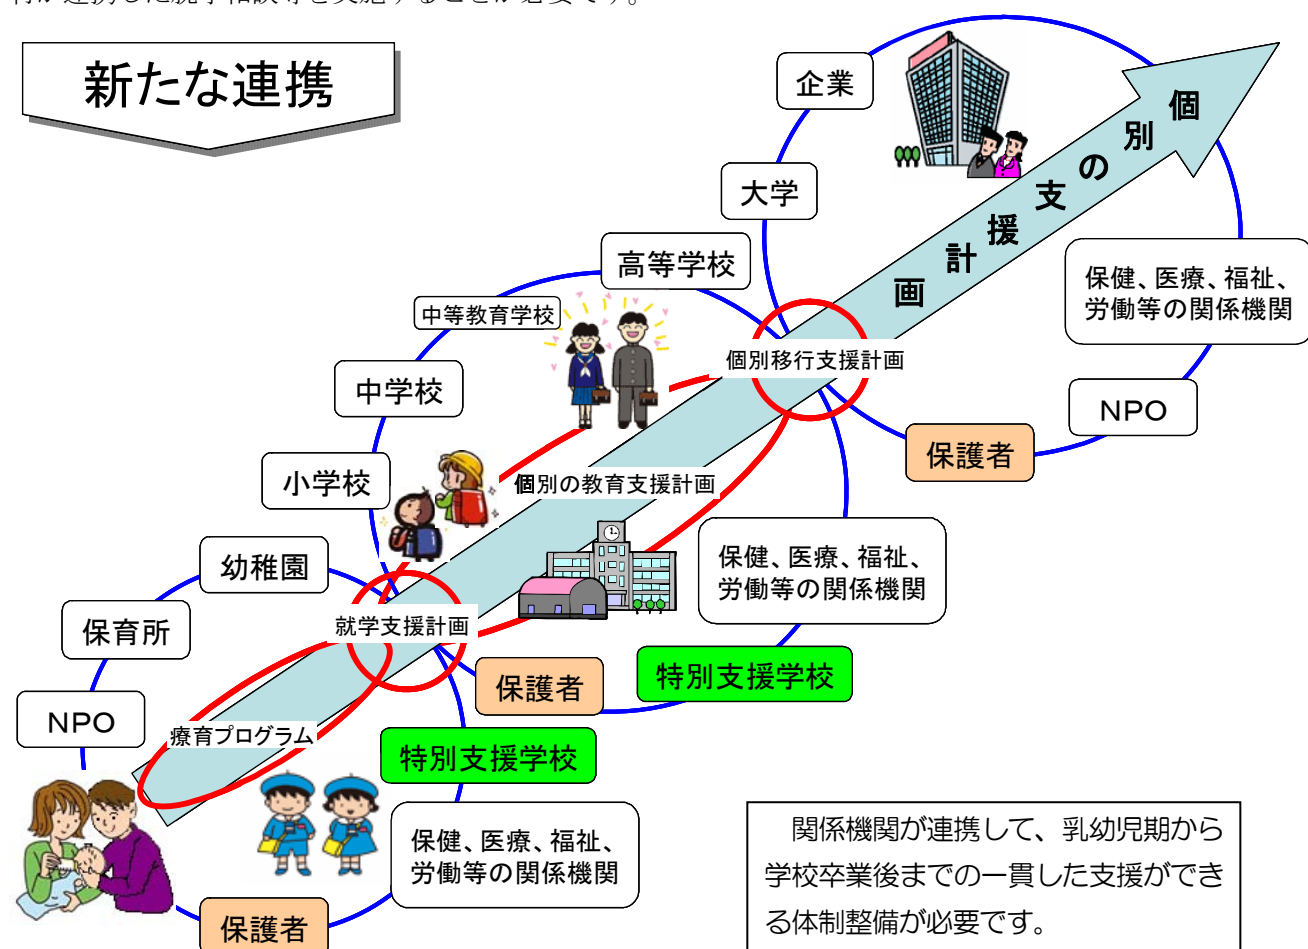 新たな連携
企業
大学
高等学校
中等教育学校
中学校
小学校
幼稚園
保育所
NPO
個別の支援計画
個別移行支援計画
個別の教育支援計画
就学支援計画
療育プログラム
保健、医療、福祉、
労働等の関係機関
NPO
保護者
保健、医療、福祉、
労働等の関係機関
特別支援学校
保護者
特別支援学校
保健、医療、福祉、
労働等の関係機関
保護者
関係機関が連携して、乳幼児期から
学校卒業後までの一貫した支援ができ
る体制整備が必要です。